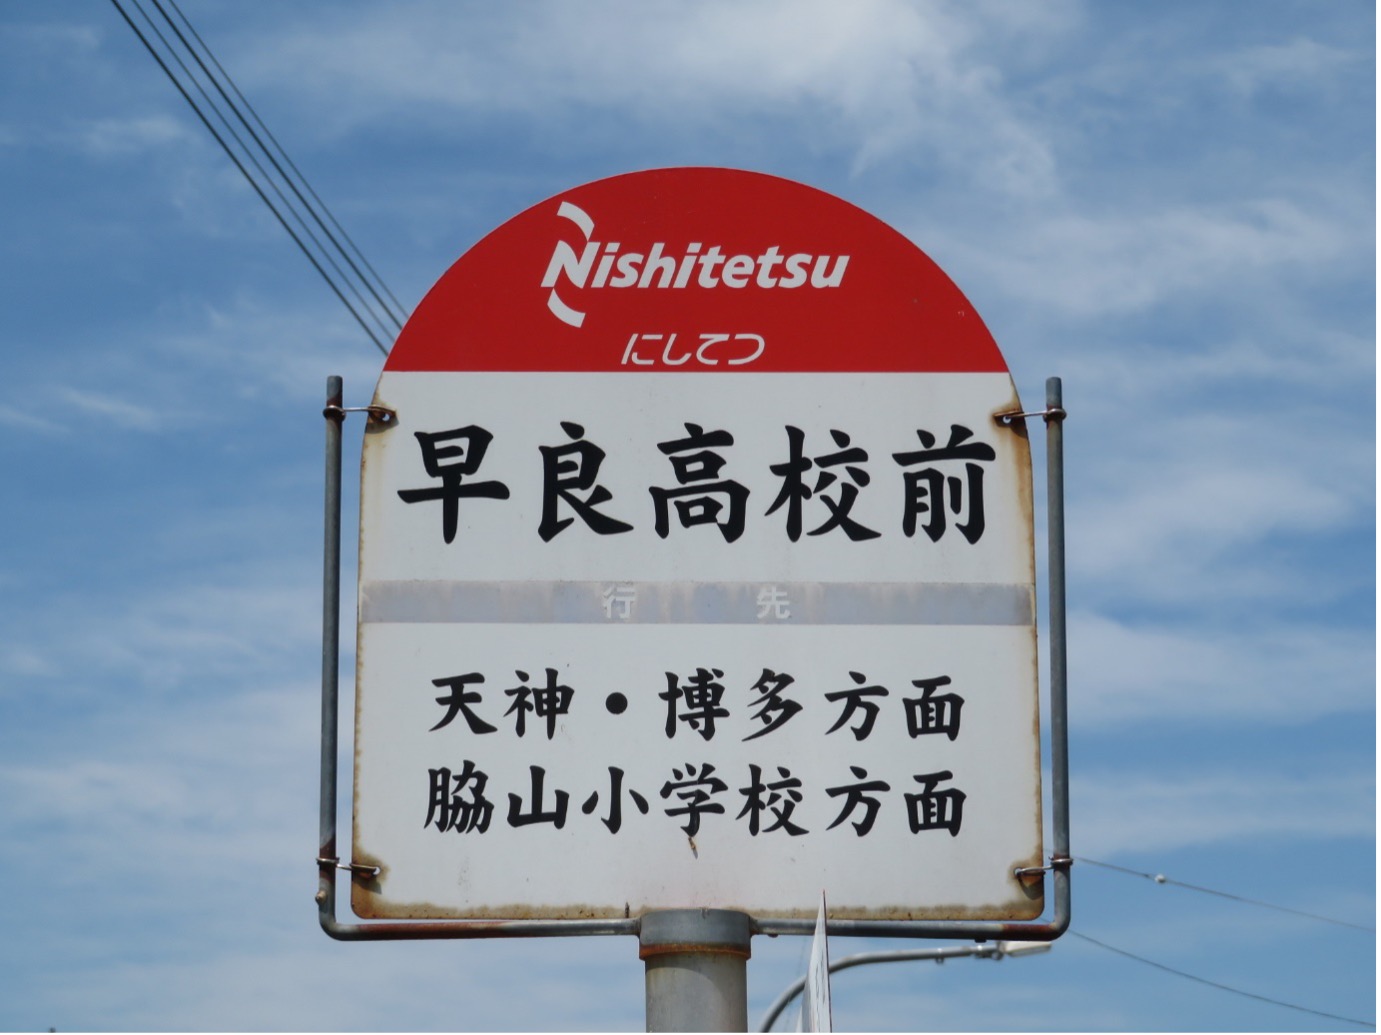 Nishitetsu
にしてつ
早良高校前
行先
天神・博多方面
脇山小学校方面